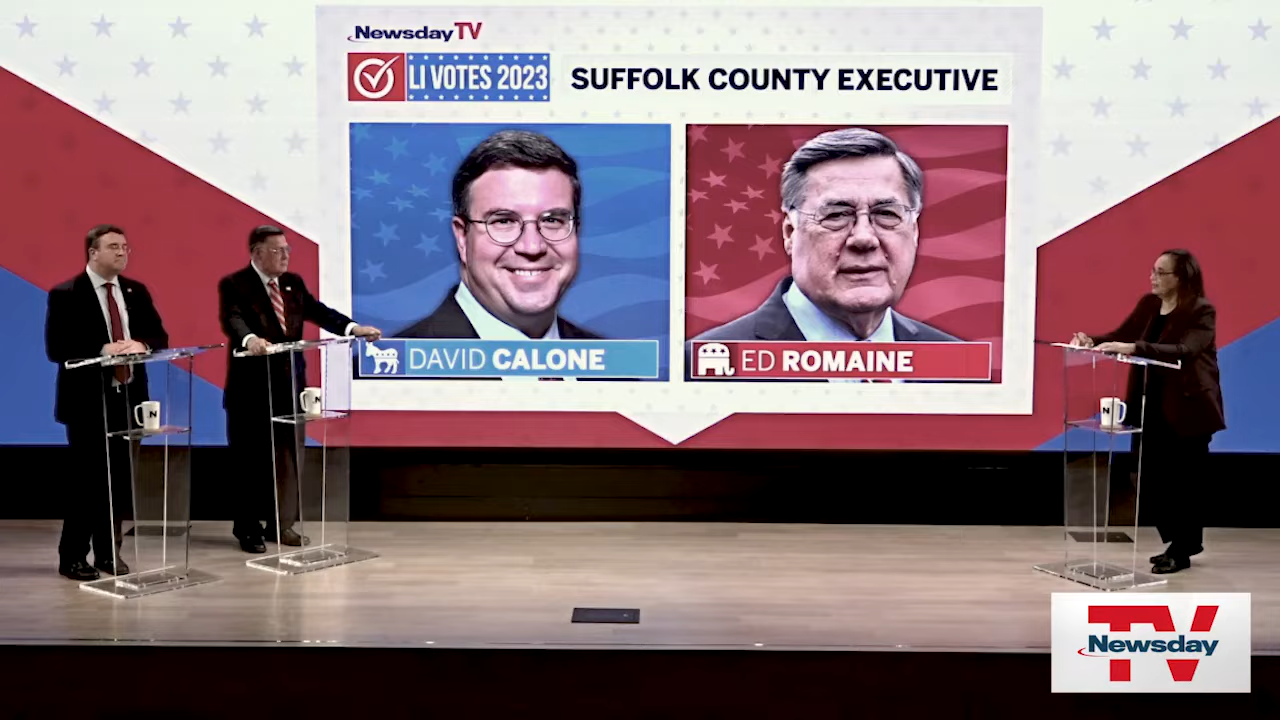 NewsdayTV
LI VOTES 2023
SUFFOLK COUNTY EXECUTIVE
DAVID CALONE
ED ROMAINE
N
N
N
TV
Newsday